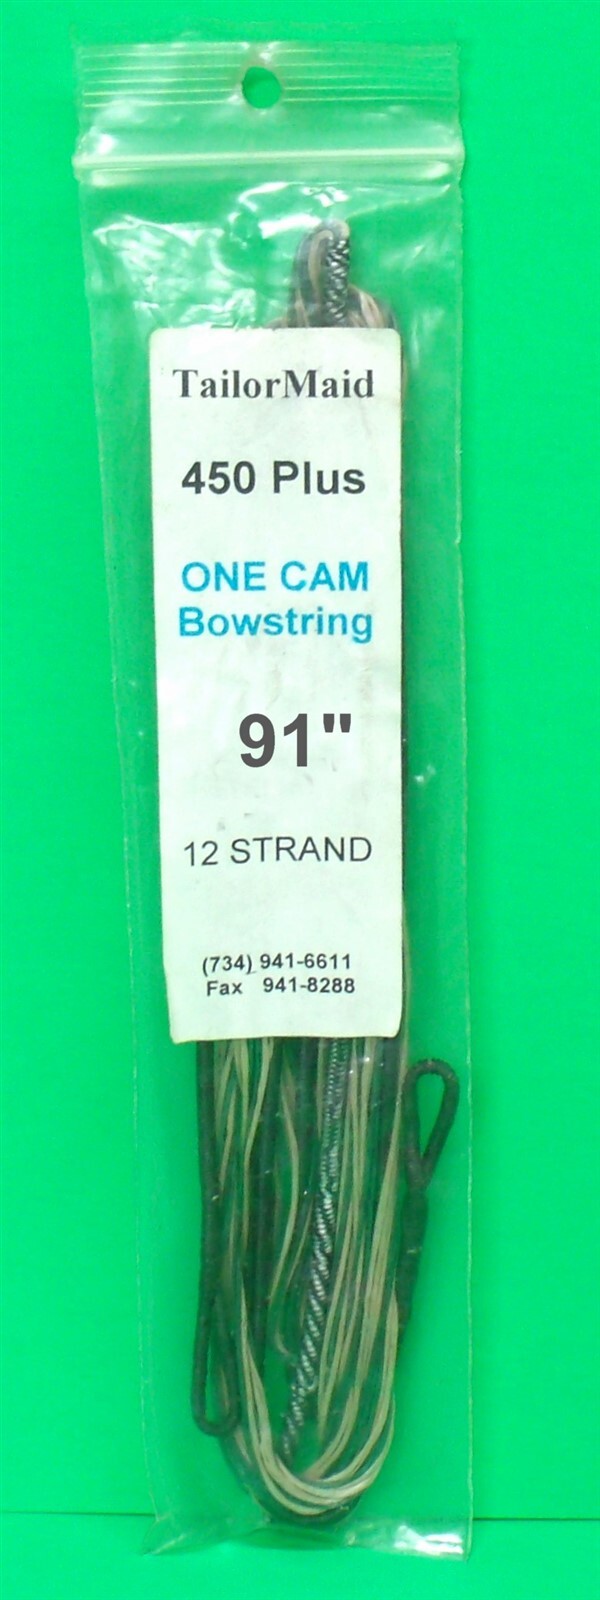 TailorMaid
450 Plus
ONE CAM
Bowstring
91"
12 STRAND
(734) 941-6611
Fax 941-8288